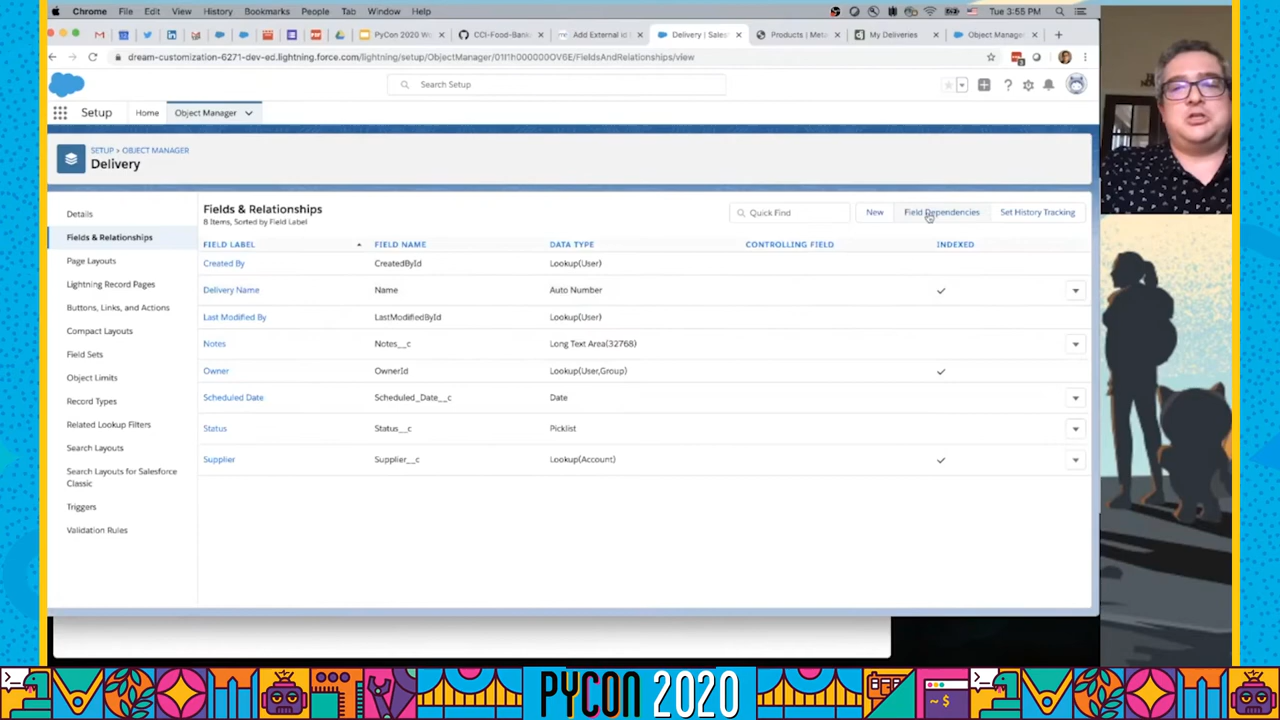 Chrome File Edit View History Bookmarks People Tab Window Help Tue 3:55 PM
PyCon 2020 Wo CCI-Food-Bank Add External id Delivery | Sales Products | Meta My Deliveries Object Manager
dream-customization-6271-dev-ed.lightning.force.com/lightning/setup/ObjectManager/01I1h000000OV6E/FieldsAndRelationships/view
Search Setup
Setup Home Object Manager
SETUP > OBJECT MANAGER
Delivery
Details
Fields & Relationships
Page Layouts
Lightning Record Pages
Buttons, Links, and Actions
Compact Layouts
Field Sets
Object Limits
Record Types
Related Lookup Filters
Search Layouts
Search Layouts for Salesforce
Classic
Triggers
Validation Rules
Fields & Relationships
8 Items, Sorted by Field Label
Quick Find New Field Dependencies Set History Tracking
FIELD LABEL FIELD NAME DATA TYPE CONTROLLING FIELD INDEXED
Created By CreatedById Lookup(User)
Delivery Name Name Auto Number
Last Modified By LastModifiedById Lookup(User)
Notes Notes__c Long Text Area(32768)
Owner OwnerId Lookup(User,Group)
Scheduled Date Scheduled_Date__c Date
Status Status__c Picklist
Supplier Supplier__c Lookup(Account)
PYCON 2020
~$